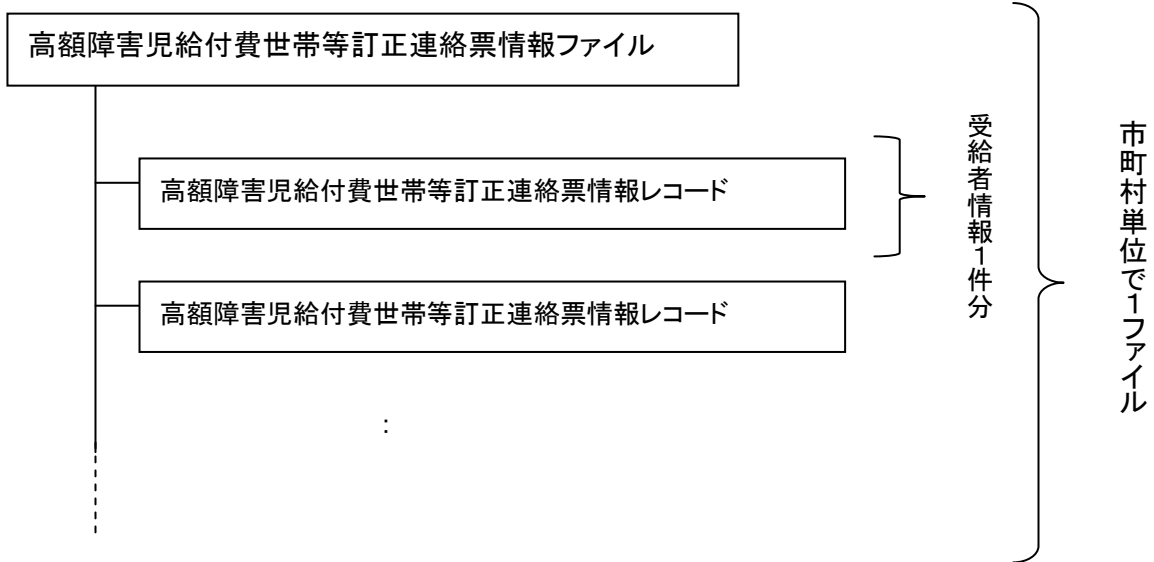 高額障害児給付費世帯等訂正連絡票情報ファイル
高額障害児給付費世帯等訂正連絡票情報レコード
受給者情報1件分
高額障害児給付費世帯等訂正連絡票情報レコード
:
市町村単位で1ファイル